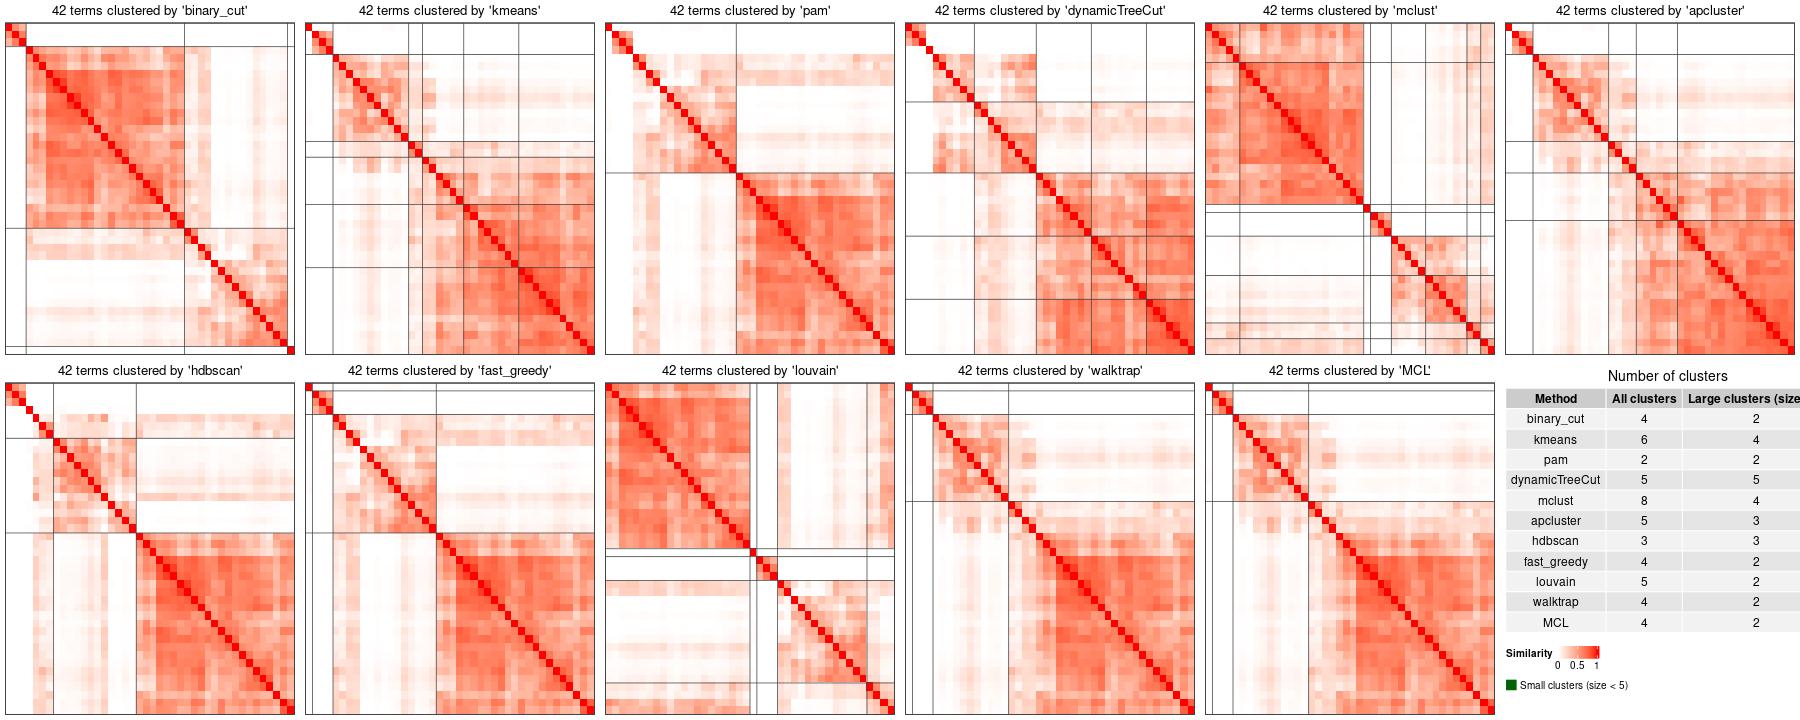 42 terms clustered by 'binary_cut'
42 terms clustered by 'kmeans'
42 terms clustered by 'pam'
42 terms clustered by 'dynamicTreeCut'
42 terms clustered by 'mclust'
42 terms clustered by 'apcluster'
42 terms clustered by 'hdbscan'
42 terms clustered by 'fast_greedy'
42 terms clustered by 'louvain'
42 terms clustered by 'walktrap'
42 terms clustered by 'MCL'
Number of clusters
Method All clusters Large clusters (size
binary_cut 4 2
kmeans 6 4
pam 2 2
dynamicTreeCut 5 5
mclust 8 4
apcluster 5 3
hdbscan 3 3
fast_greedy 4 2
louvain 5 2
walktrap 4 2
MCL 4 2
Similarity
0 0.5 1
Small clusters (size < 5)